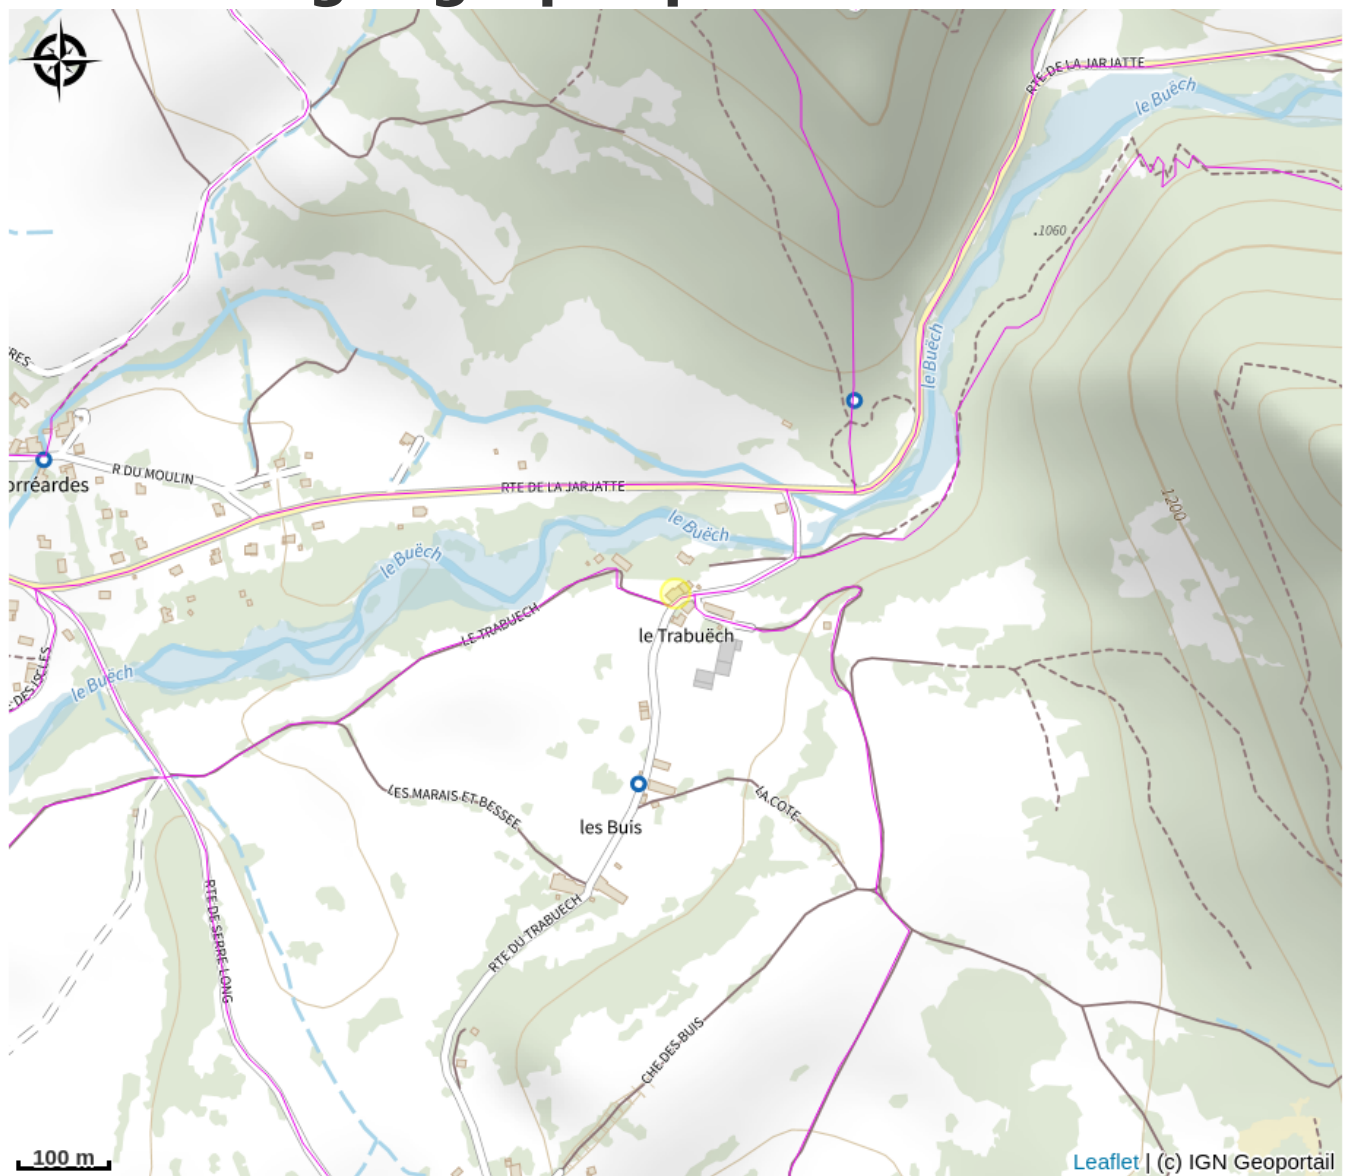 RTE DE LA JARJATTE
le Buëch
.1060
le Buëch
RES
R DU MOULIN
orréardes
RTE DE LA JARJATTE
1200
le Buëch
le Buëch
LE TRABUECH
le Trabuëch
DES ISCLES
le Buëch
LES MARAIS ET BESSEE
LA COTE
les Buis
RTE DE SERRE LONG
RTE DU TRABUECH
CHE DES BUIS
100 m
Leaflet | (c) IGN Geoportail